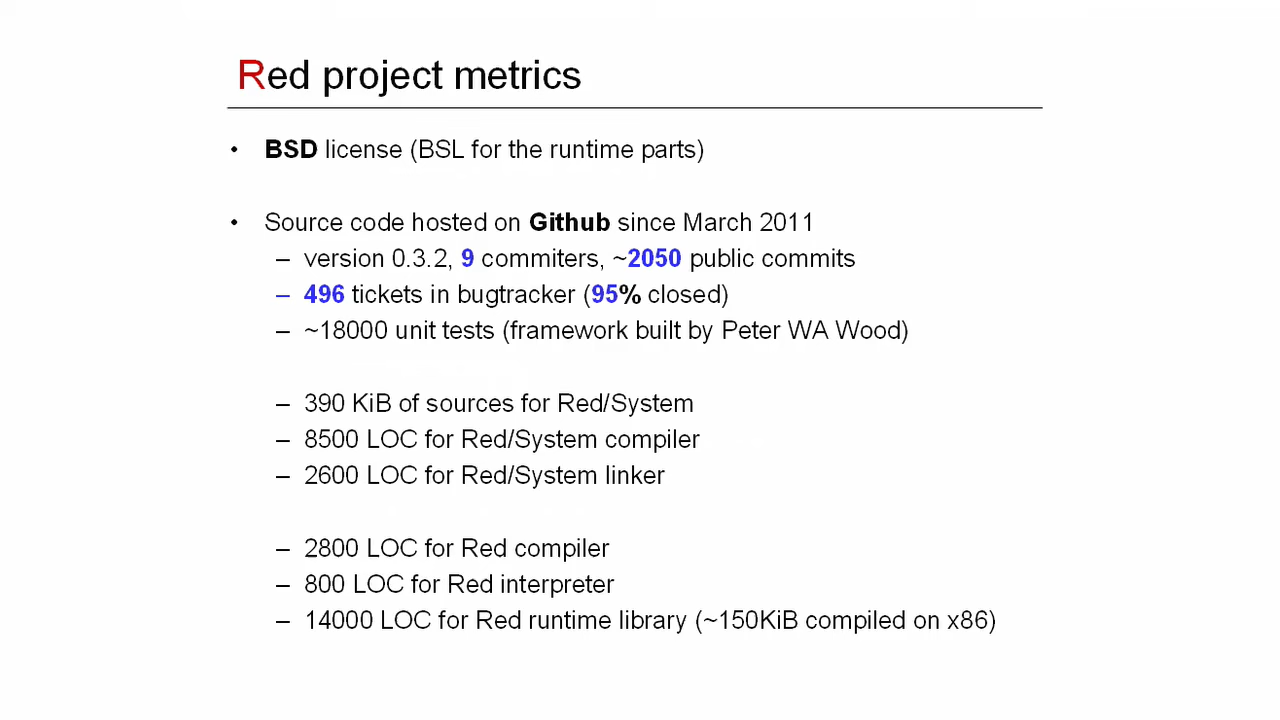 Red project metrics
• BSD license (BSL for the runtime parts)
• Source code hosted on Github since March 2011
– version 0.3.2, 9 commiters, ~2050 public commits
– 496 tickets in bugtracker (95% closed)
– ~18000 unit tests (framework built by Peter WA Wood)
– 390 KiB of sources for Red/System
– 8500 LOC for Red/System compiler
– 2600 LOC for Red/System linker
– 2800 LOC for Red compiler
– 800 LOC for Red interpreter
– 14000 LOC for Red runtime library (~150KiB compiled on x86)